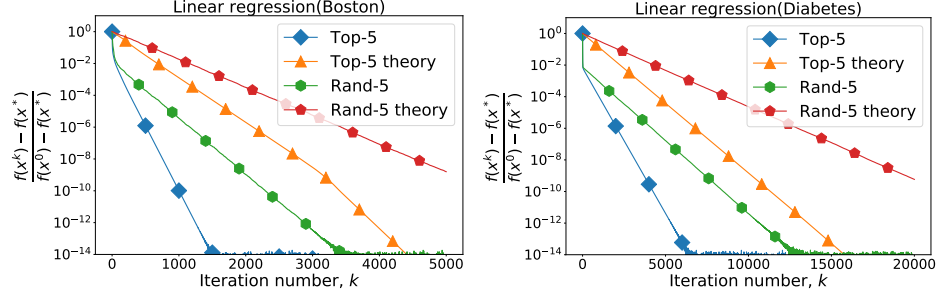 Linear regression(Boston)
f(x^k) − f(x^*)
f(x^0) − f(x^*)
10^0
10^−2
10^−4
10^−6
10^−8
10^−10
10^−12
10^−14
Top-5
Top-5 theory
Rand-5
Rand-5 theory
0 1000 2000 3000 4000 5000
Iteration number, k
Linear regression(Diabetes)
f(x^k) − f(x^*)
f(x^0) − f(x^*)
10^0
10^−2
10^−4
10^−6
10^−8
10^−10
10^−12
10^−14
Top-5
Top-5 theory
Rand-5
Rand-5 theory
0 5000 10000 15000 20000
Iteration number, k